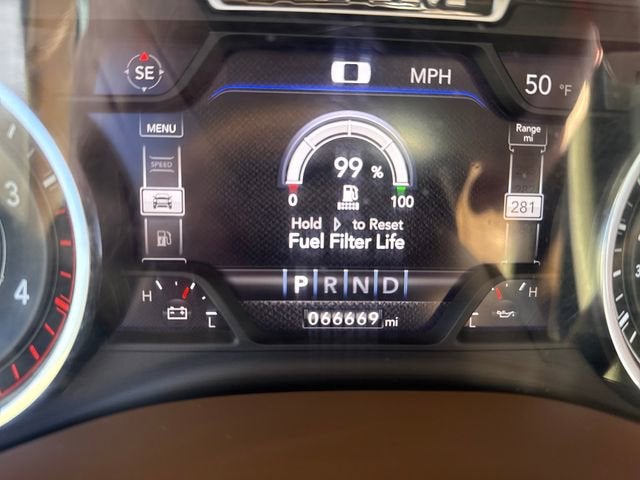 SE
MPH
50 °F
MENU
Range
mi
SPEED
99 %
3
0
100
281
Hold to Reset
Fuel Filter Life
4
P R N D
H
L
066669 mi
H
L